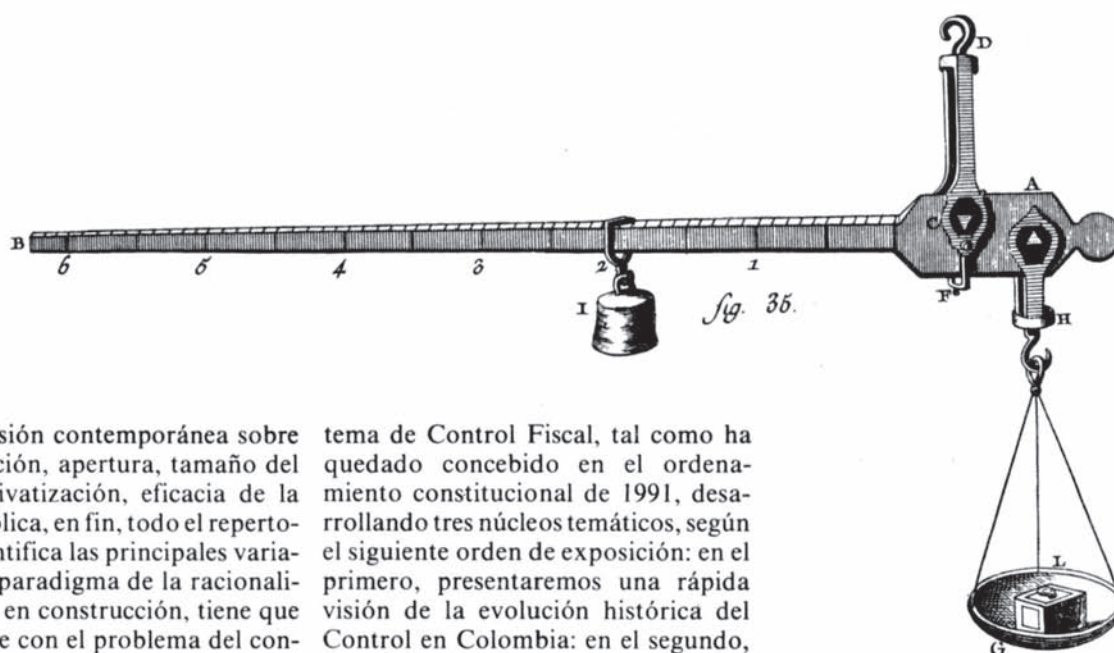 D
A
C
B
6 5 4 3 2 1
F
I
fig. 35.
H
L
G
sión contemporánea sobre
ción, apertura, tamaño del
ivatización, eficacia de la
blica, en fin, todo el reperto-
ntifica las principales varia-
paradigma de la racionali-
en construcción, tiene que
e con el problema del con-
tema de Control Fiscal, tal como ha
quedado concebido en el ordena-
miento constitucional de 1991, desa-
rrollando tres núcleos temáticos, según
el siguiente orden de exposición: en el
primero, presentaremos una rápida
visión de la evolución histórica del
Control en Colombia: en el segundo,